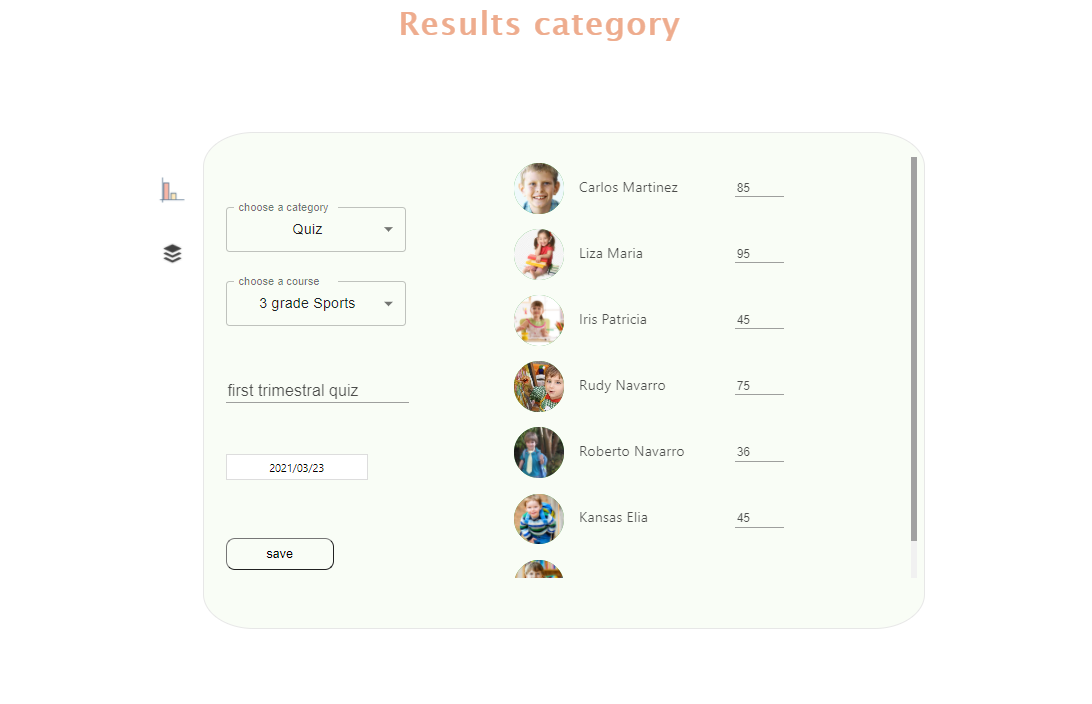 Results category
choose a category
Quiz
choose a course
3 grade Sports
first trimestral quiz
2021/03/23
save
Carlos Martinez 85
Liza Maria 95
Iris Patricia 45
Rudy Navarro 75
Roberto Navarro 36
Kansas Elia 45